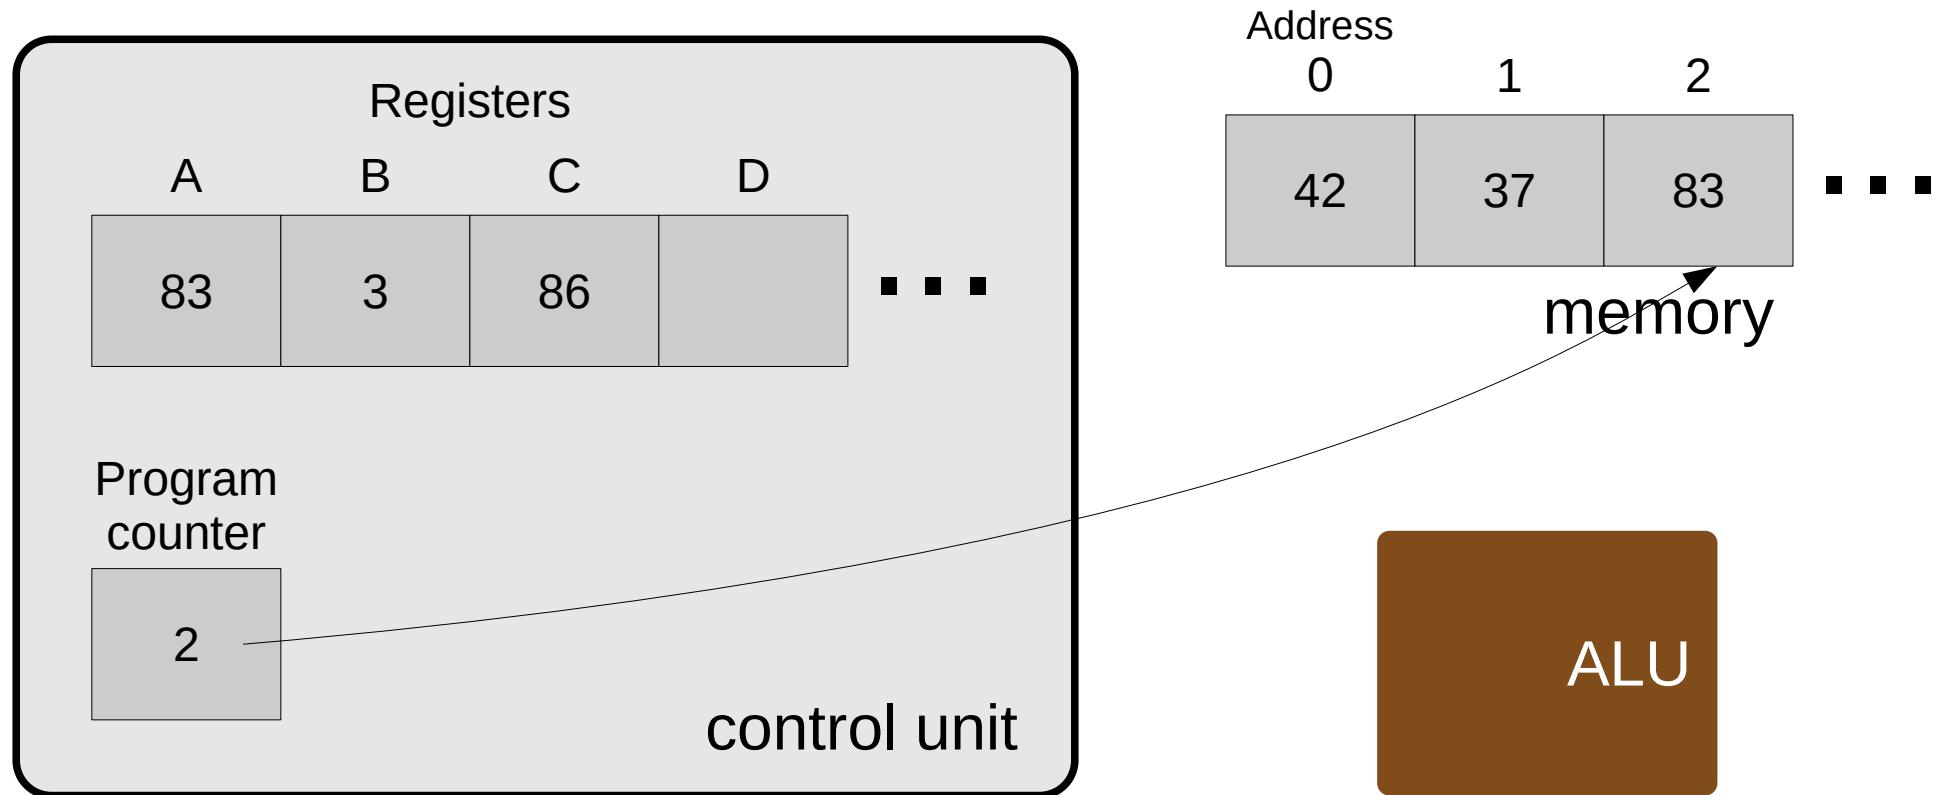 Address
0 1 2
Registers
A B C D
42 37 83
83 3 86
memory
Program
counter
2
ALU
control unit